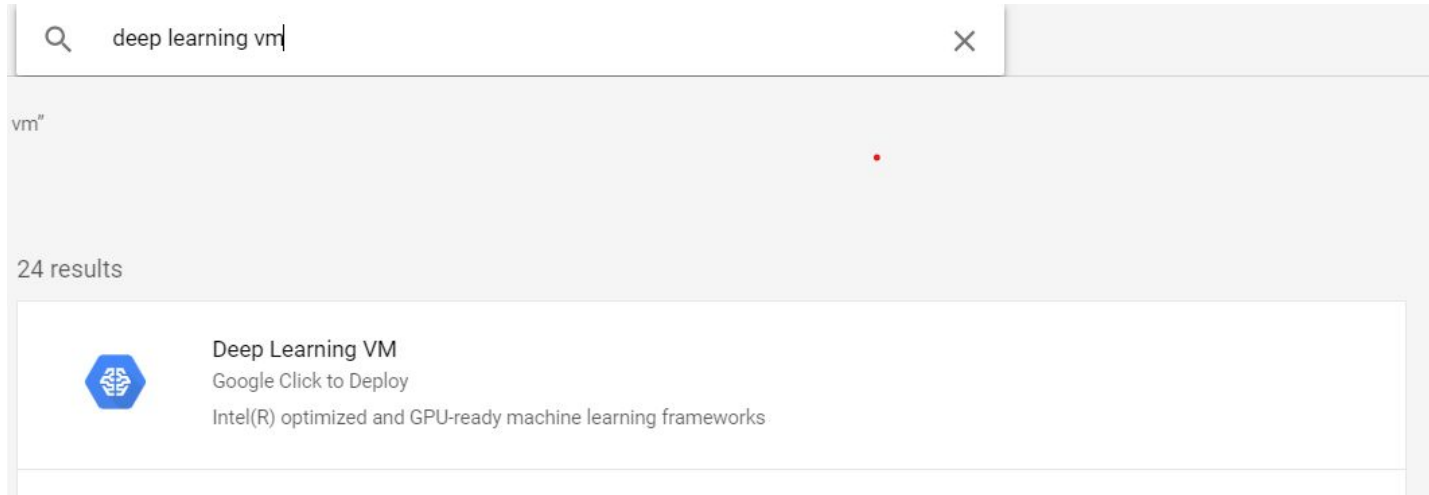 deep learning vm
vm”
24 results
Deep Learning VM
Google Click to Deploy
Intel(R) optimized and GPU-ready machine learning frameworks